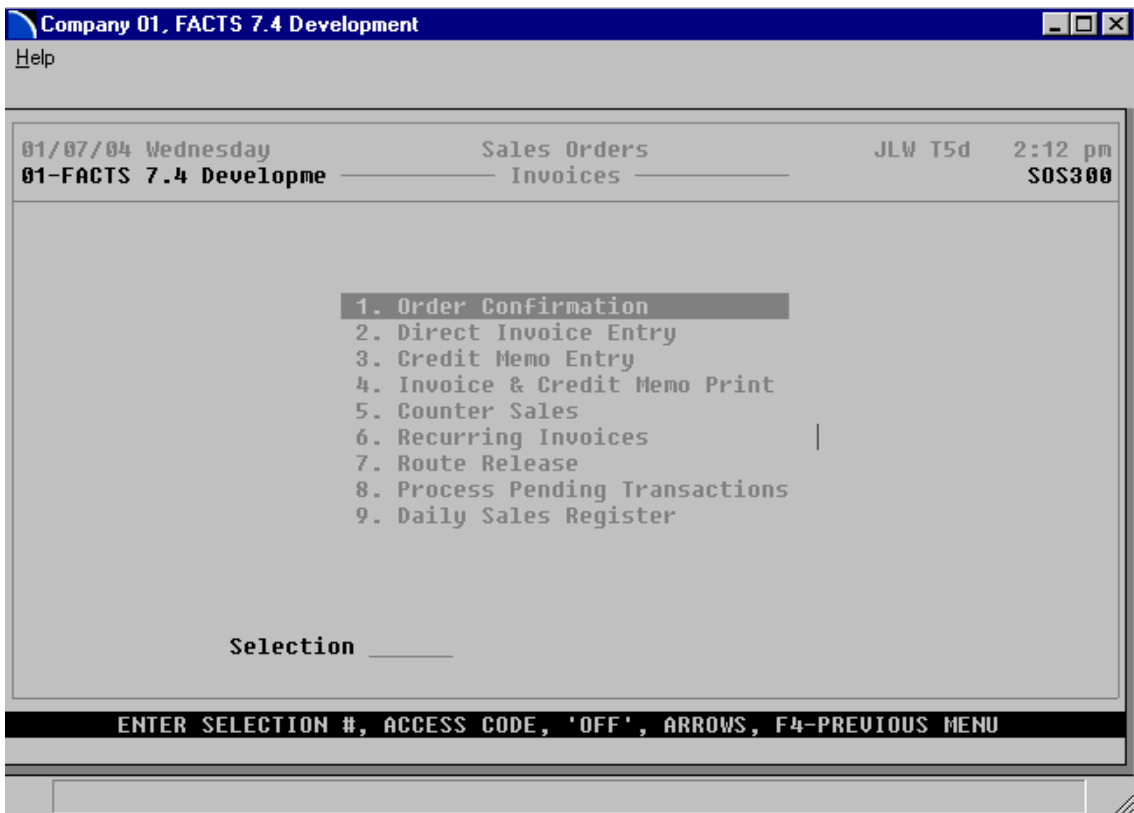 Company 01, FACTS 7.4 Development
Help
01/07/04 Wednesday Sales Orders JLW T5d 2:12 pm
01-FACTS 7.4 Developme Invoices SOS300
1. Order Confirmation
2. Direct Invoice Entry
3. Credit Memo Entry
4. Invoice & Credit Memo Print
5. Counter Sales
6. Recurring Invoices
7. Route Release
8. Process Pending Transactions
9. Daily Sales Register
Selection ______
ENTER SELECTION #, ACCESS CODE, 'OFF', ARROWS, F4-PREVIOUS MENU